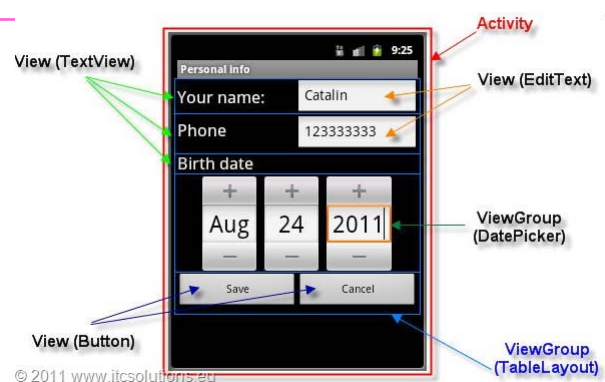 Activity
9:25
View (TextView)
Personal info
View (EditText)
Your name:
Catalin
Phone
123333333
Birth date
+ + +
Aug 24 2011
— — —
ViewGroup
(DatePicker)
Save
Cancel
View (Button)
ViewGroup
(TableLayout)
© 2011 www.itcsolutions.eu